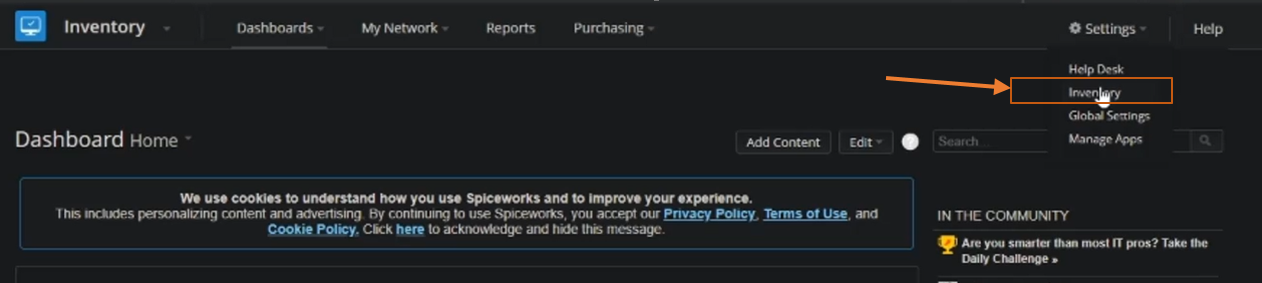 Inventory Dashboards My Network Reports Purchasing Settings Help
Help Desk
Inventory
Global Settings
Manage Apps
Dashboard Home
Add Content Edit ? Search...
We use cookies to understand how you use Spiceworks and to improve your experience.
This includes personalizing content and advertising. By continuing to use Spiceworks, you accept our Privacy Policy, Terms of Use, and
Cookie Policy. Click here to acknowledge and hide this message.
IN THE COMMUNITY
Are you smarter than most IT pros? Take the
Daily Challenge »